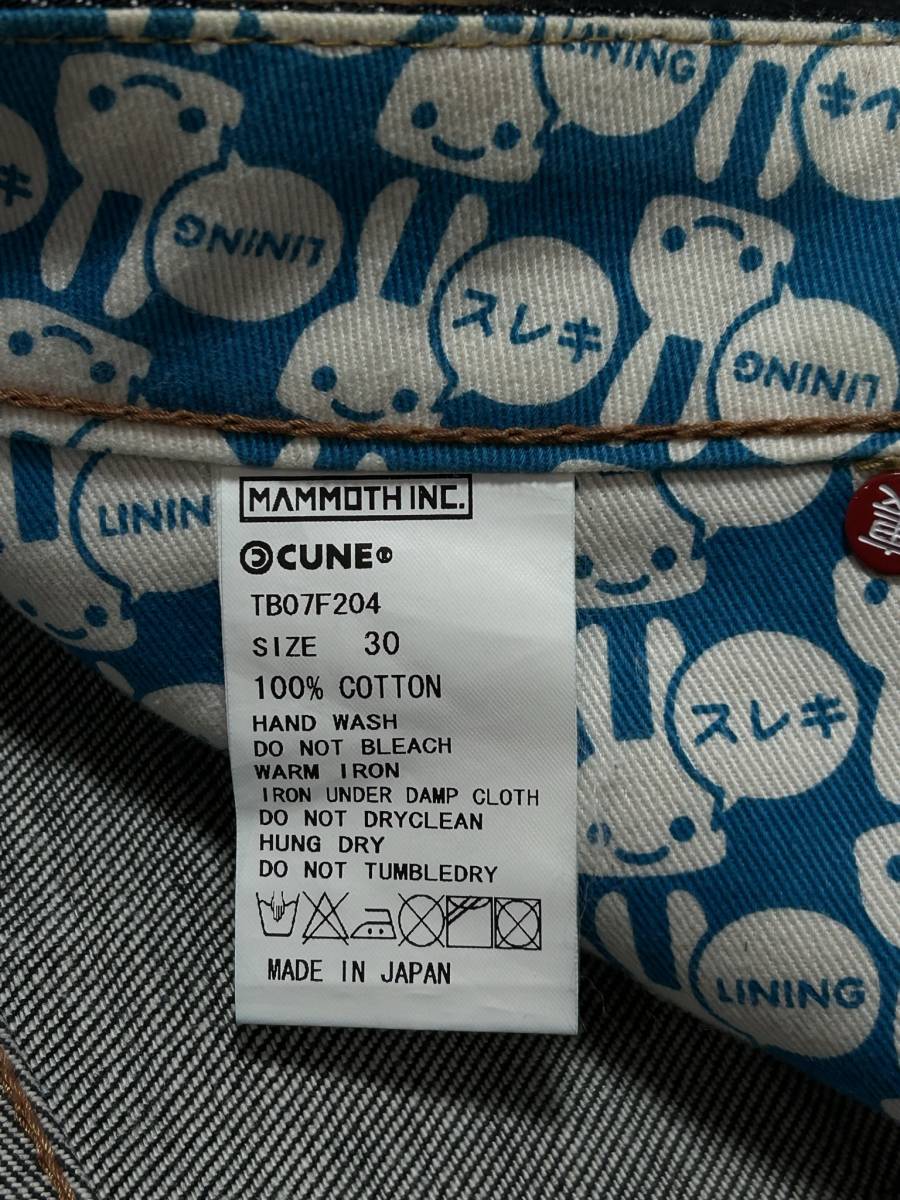 LINING
スレキ
LINING
スレキ
LINING
LINING
MAMMOTH INC.
CUNE®
TB07F204
SIZE 30
100% COTTON
HAND WASH
DO NOT BLEACH
WARM IRON
IRON UNDER DAMP CLOTH
DO NOT DRYCLEAN
HUNG DRY
DO NOT TUMBLEDRY
MADE IN JAPAN
スレキ
LINING